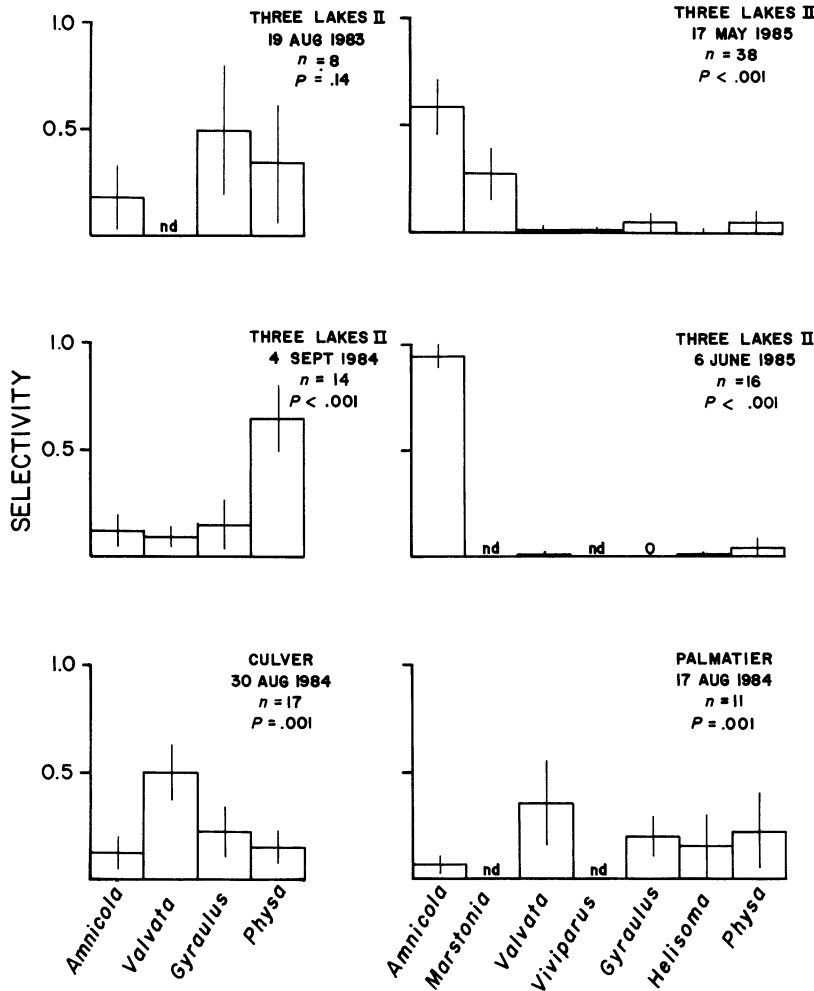 SELECTIVITY
1.0
0.5
THREE LAKES II
19 AUG 1983
n = 8
P = .14
nd
THREE LAKES II
17 MAY 1985
n = 38
P < .001
1.0
0.5
THREE LAKES II
4 SEPT 1984
n = 14
P < .001
THREE LAKES II
6 JUNE 1985
n = 16
P < .001
nd
nd
0
1.0
0.5
CULVER
30 AUG 1984
n = 17
P = .001
Amnicola
Valvata
Gyraulus
Physa
PALMATIER
17 AUG 1984
n = 11
P = .001
nd
nd
Amnicola
Marstonia
Valvata
Viviparus
Gyraulus
Helisoma
Physa